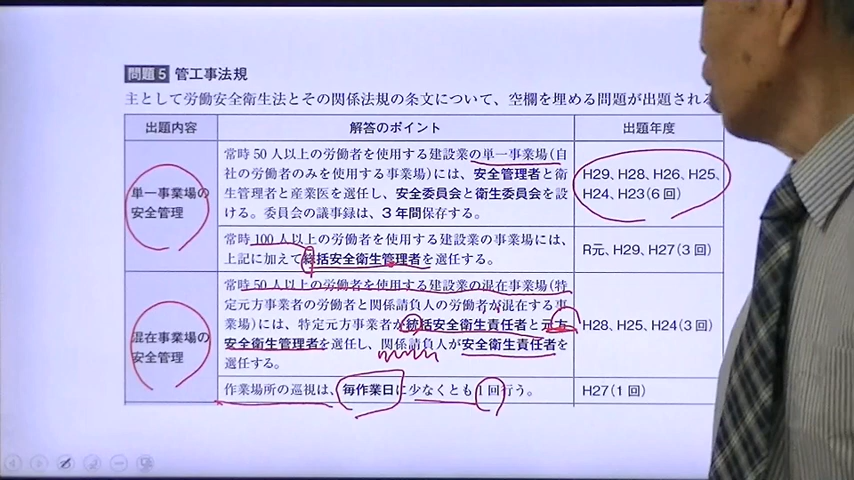 問題5 管工事法規
主として労働安全衛生法とその関係法規の条文について、空欄を埋める問題が出題される
出題内容
解答のポイント
出題年度
単一事業場の
安全管理
常時50人以上の労働者を使用する建設業の単一事業場(自
社の労働者のみを使用する事業場)には、安全管理者と衛
生管理者と産業医を選任し、安全委員会と衛生委員会を設
ける。委員会の議事録は、3年間保存する。
H29、H28、H26、H25、
H24、H23(6回)
常時100人以上の労働者を使用する建設業の事業場には、
上記に加えて総括安全衛生管理者を選任する。
R元、H29、H27(3回)
混在事業場の
安全管理
常時50人以上の労働者を使用する建設業の混在事業場(特
定元方事業者の労働者と関係請負人の労働者が混在する事
業場)には、特定元方事業者が統括安全衛生責任者と元方
安全衛生管理者を選任し、関係請負人が安全衛生責任者を
選任する。
H28、H25、H24(3回)
作業場所の巡視は、毎作業日に少なくとも1回行う。
H27(1回)